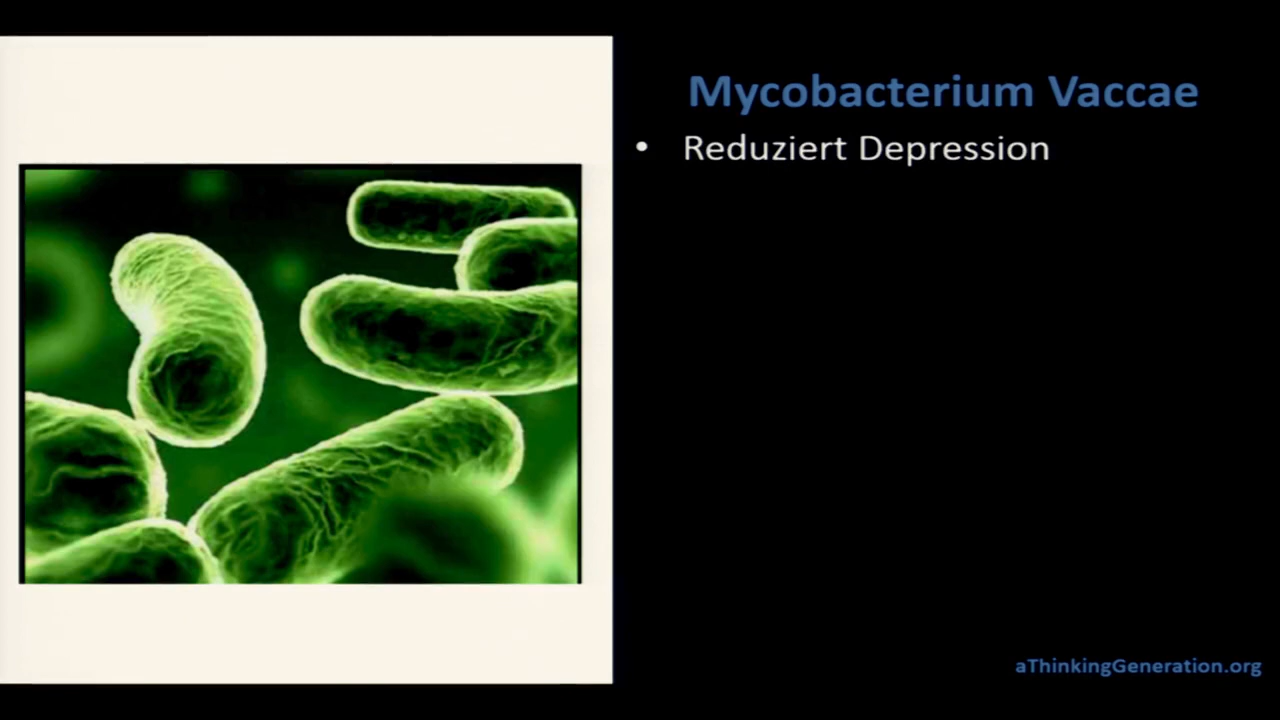 Mycobacterium Vaccae
• Reduziert Depression
aThinkingGeneration.org